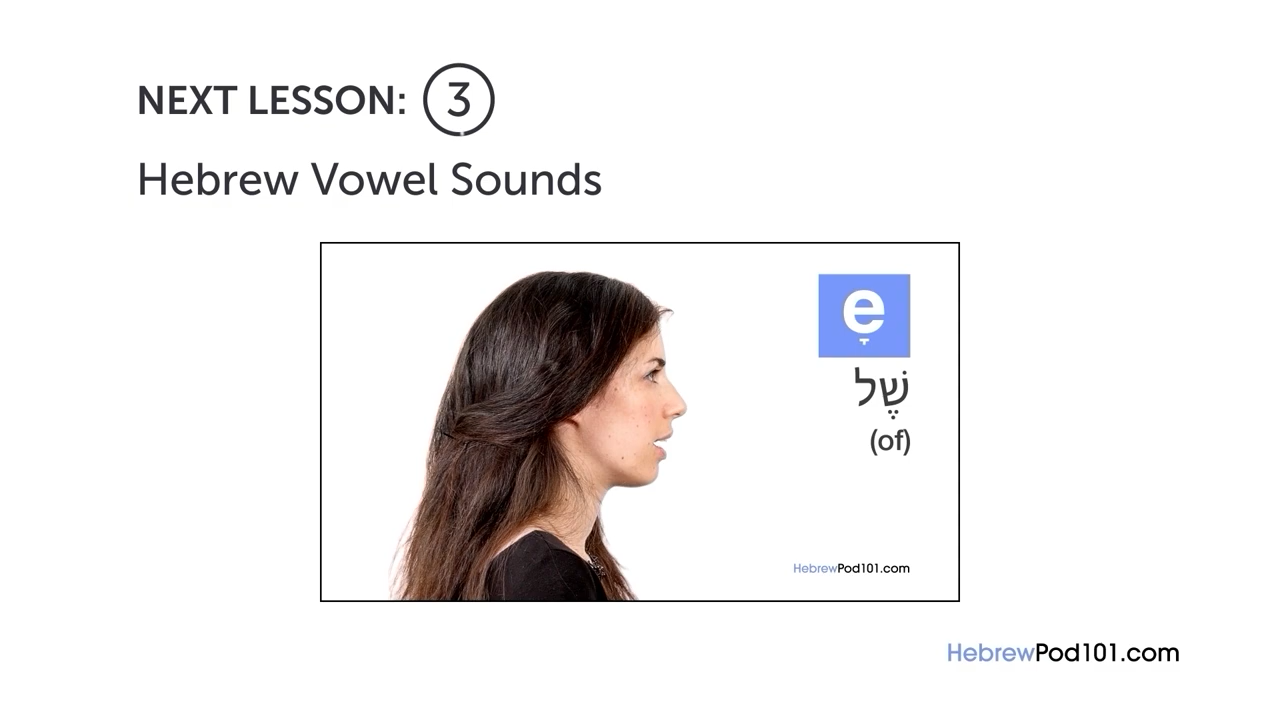 NEXT LESSON: 3
Hebrew Vowel Sounds
e̞
שֶׁל
(of)
HebrewPod101.com
HebrewPod101.com